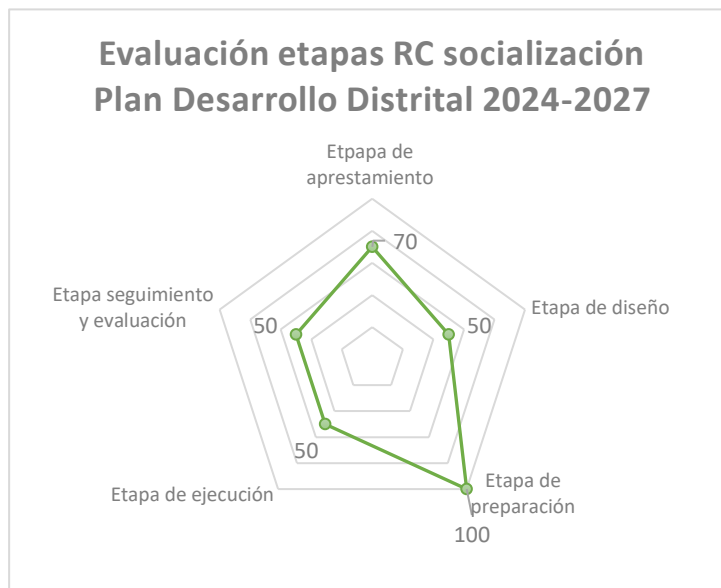 Evaluación etapas RC socialización
Plan Desarrollo Distrital 2024-2027
Etpapa de
aprestamiento
70
Etapa seguimiento
y evaluación
50
50
Etapa de diseño
50
Etapa de ejecución
Etapa de
preparación
100